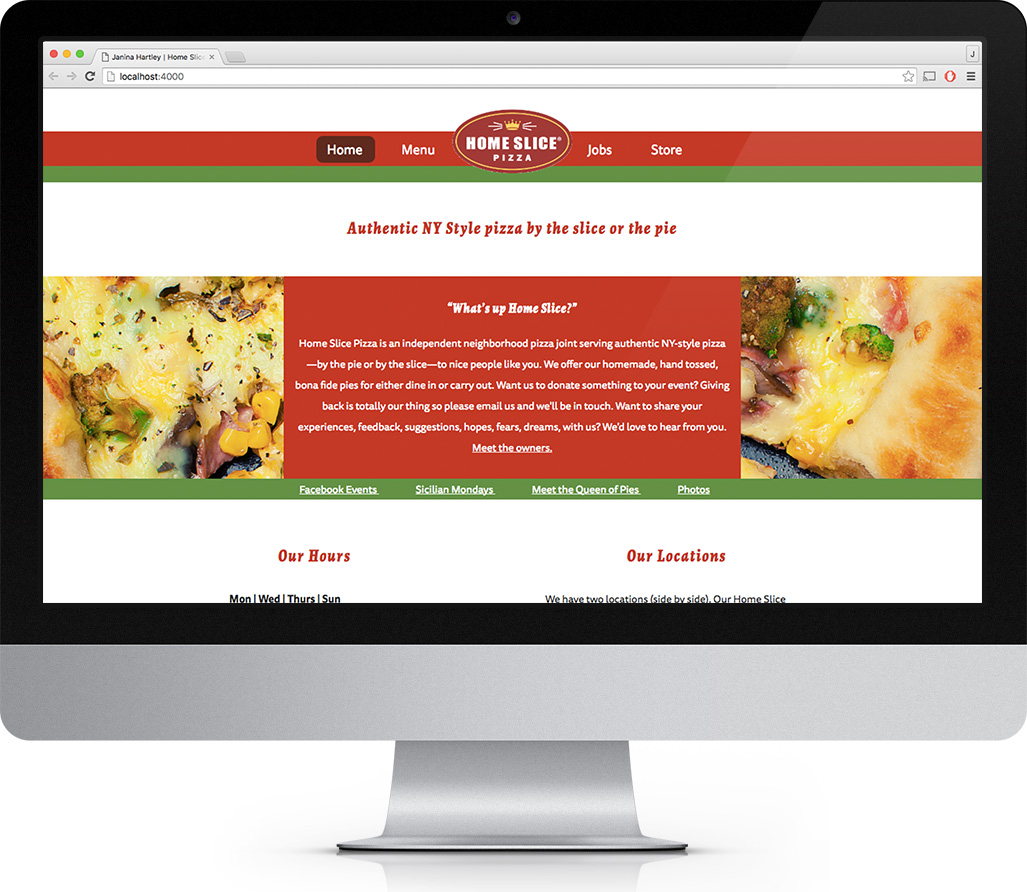 Janina Hartley | Home Slic
J
localhost:4000
Home
Menu
HOME SLICE®
PIZZA
Jobs
Store
Authentic NY Style pizza by the slice or the pie
“What’s up Home Slice?”
Home Slice Pizza is an independent neighborhood pizza joint serving authentic NY-style pizza
—by the pie or by the slice—to nice people like you. We offer our homemade, hand tossed,
bona fide pies for either dine in or carry out. Want us to donate something to your event? Giving
back is totally our thing so please email us and we'll be in touch. Want to share your
experiences, feedback, suggestions, hopes, fears, dreams, with us? We'd love to hear from you.
Meet the owners.
Facebook Events
Sicilian Mondays
Meet the Queen of Pies
Photos
Our Hours
Our Locations
Mon | Wed | Thurs | Sun
We have two locations (side by side). Our Home Slice